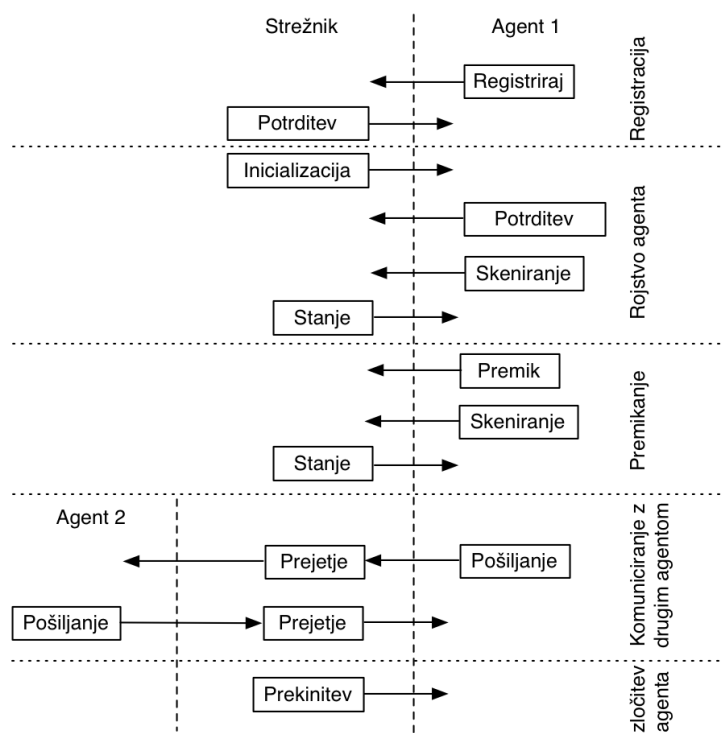 Strežnik
Agent 1
Registriraj
Potrditev
Registracija
Inicializacija
Potrditev
Skeniranje
Stanje
Rojstvo agenta
Premik
Skeniranje
Stanje
Premikanje
Agent 2
Prejetje
Pošiljanje
Pošiljanje
Prejetje
Komuniciranje z
drugim agentom
Prekinitev
zločitev
agenta